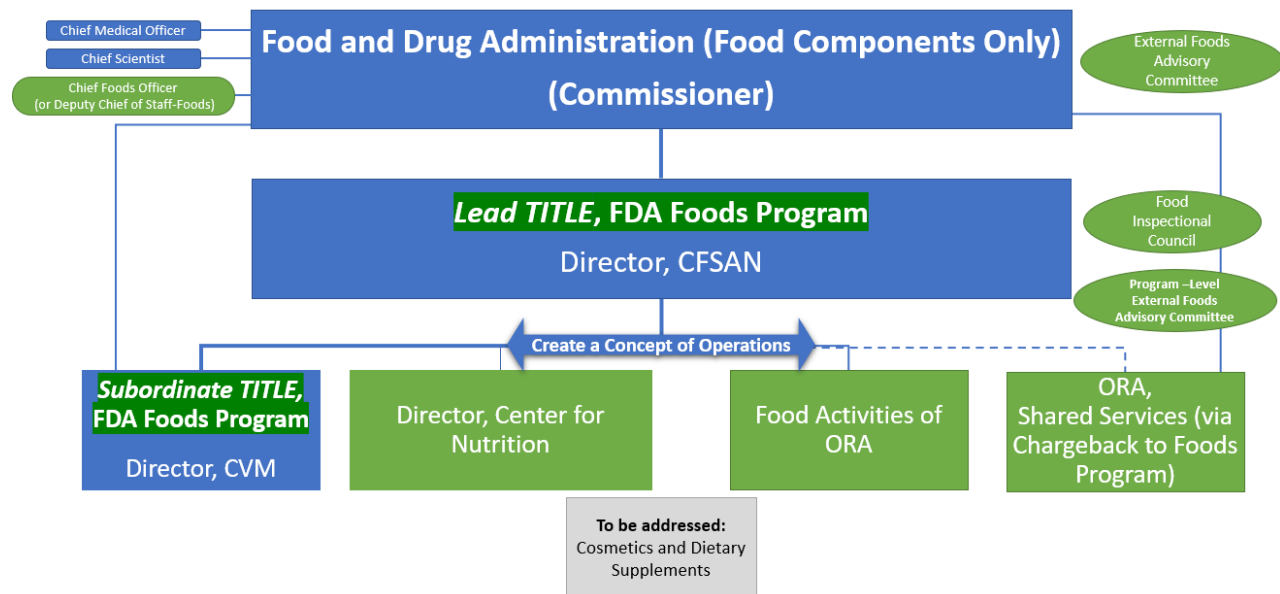 Chief Medical Officer
Chief Scientist
Chief Foods Officer
(or Deputy Chief of Staff-Foods)
Food and Drug Administration (Food Components Only)
(Commissioner)
External Foods
Advisory
Committee
Lead TITLE, FDA Foods Program
Director, CFSAN
Food
Inspectional
Council
Program –Level
External Foods
Advisory Committee
Create a Concept of Operations
Subordinate TITLE,
FDA Foods Program
Director, CVM
Director, Center for
Nutrition
Food Activities of
ORA
ORA,
Shared Services (via
Chargeback to Foods
Program)
To be addressed:
Cosmetics and Dietary
Supplements